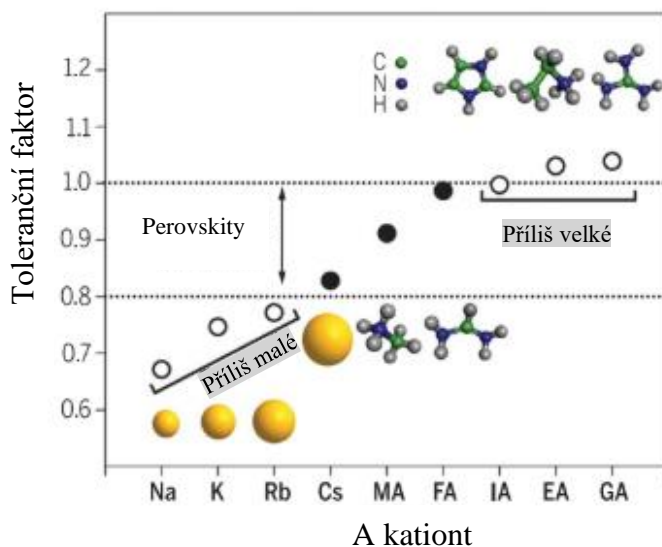 Toleranční faktor
1.2
1.1
1.0
0.9
0.8
0.7
0.6
C
N
H
Perovskity
Příliš velké
Příliš malé
Na K Rb Cs MA FA IA EA GA
A kationt